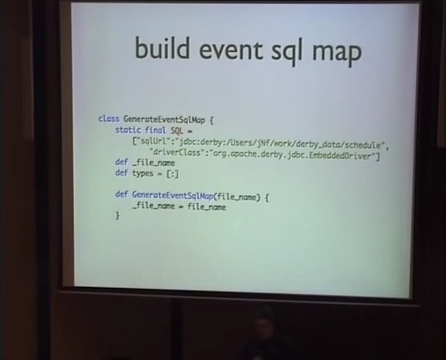 build event sql map
class GenerateEventSqlMap {
static final SQL =
["sqlUrl":"jdbc:derby:/Users/jNf/work/derby_data/schedule",
"driverClass":"org.apache.derby.jdbc.EmbeddedDriver"]
def _file_name
def types = [:]
def GenerateEventSqlMap(file_name) {
_file_name = file_name
}